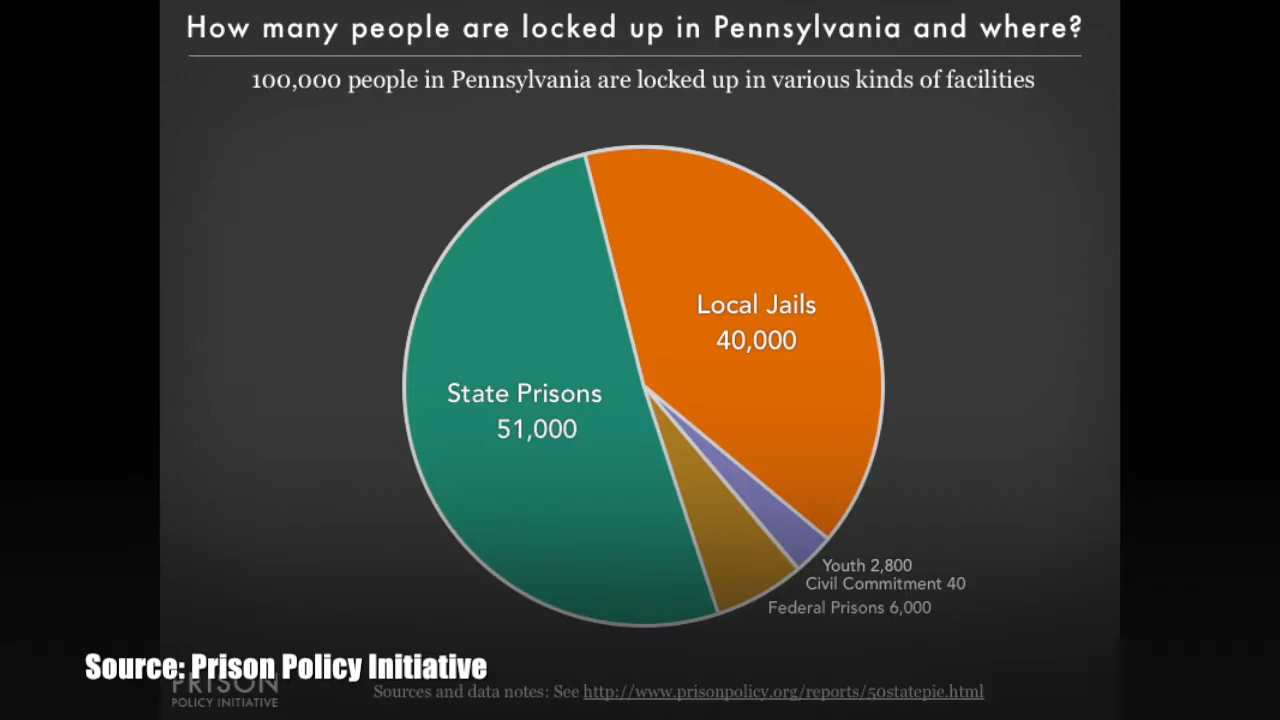 How many people are locked up in Pennsylvania and where?
100,000 people in Pennsylvania are locked up in various kinds of facilities
Local Jails
40,000
State Prisons
51,000
Youth 2,800
Civil Commitment 40
Federal Prisons 6,000
Source: Prison Policy Initiative
PRISON
POLICY INITIATIVE
Sources and data notes: See http://www.prisonpolicy.org/reports/50statepie.html